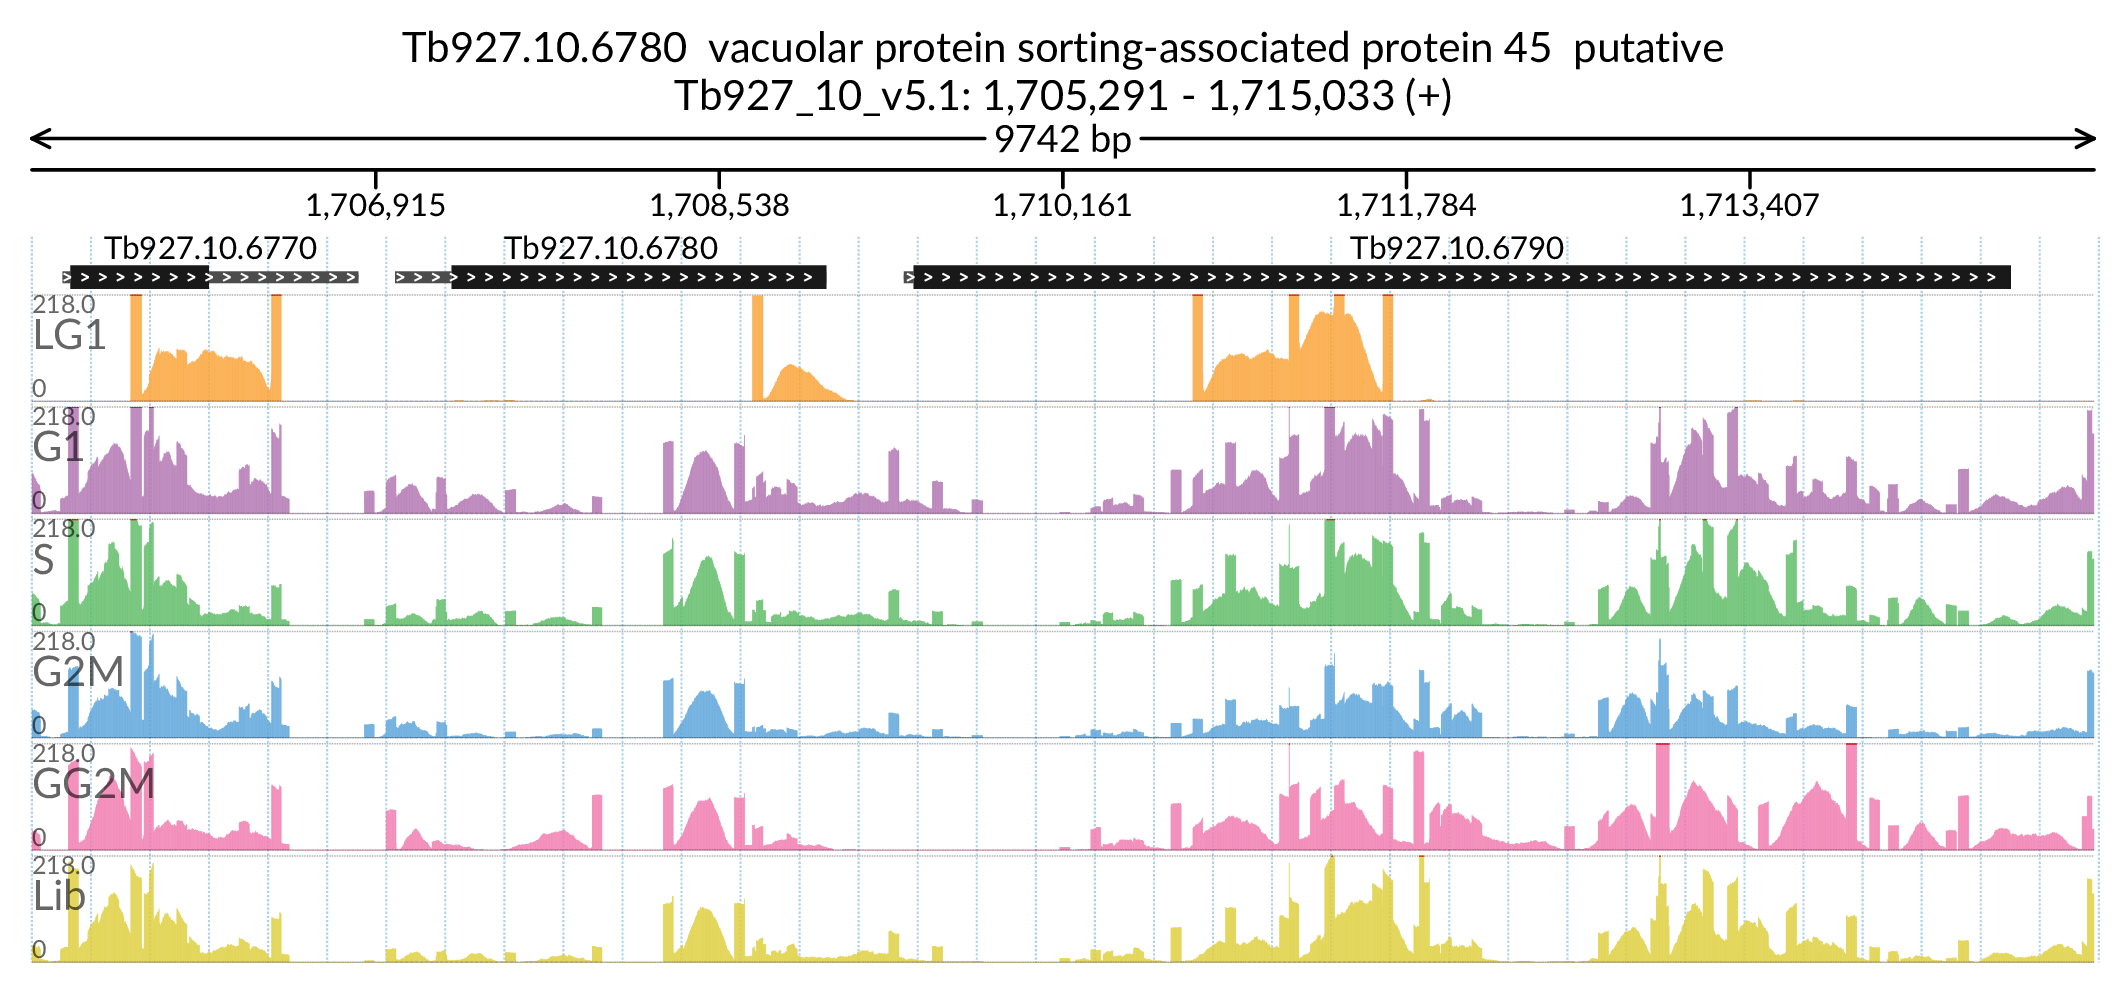 Tb927.10.6780 vacuolar protein sorting-associated protein 45 putative
Tb927_10_v5.1: 1,705,291 - 1,715,033 (+)
9742 bp
1,706,915 1,708,538 1,710,161 1,711,784 1,713,407
Tb927.10.6770 Tb927.10.6780 Tb927.10.6790
218.0
LG1
0
218.0
G1
0
218.0
S
0
218.0
G2M
0
218.0
GG2M
0
218.0
Lib
0